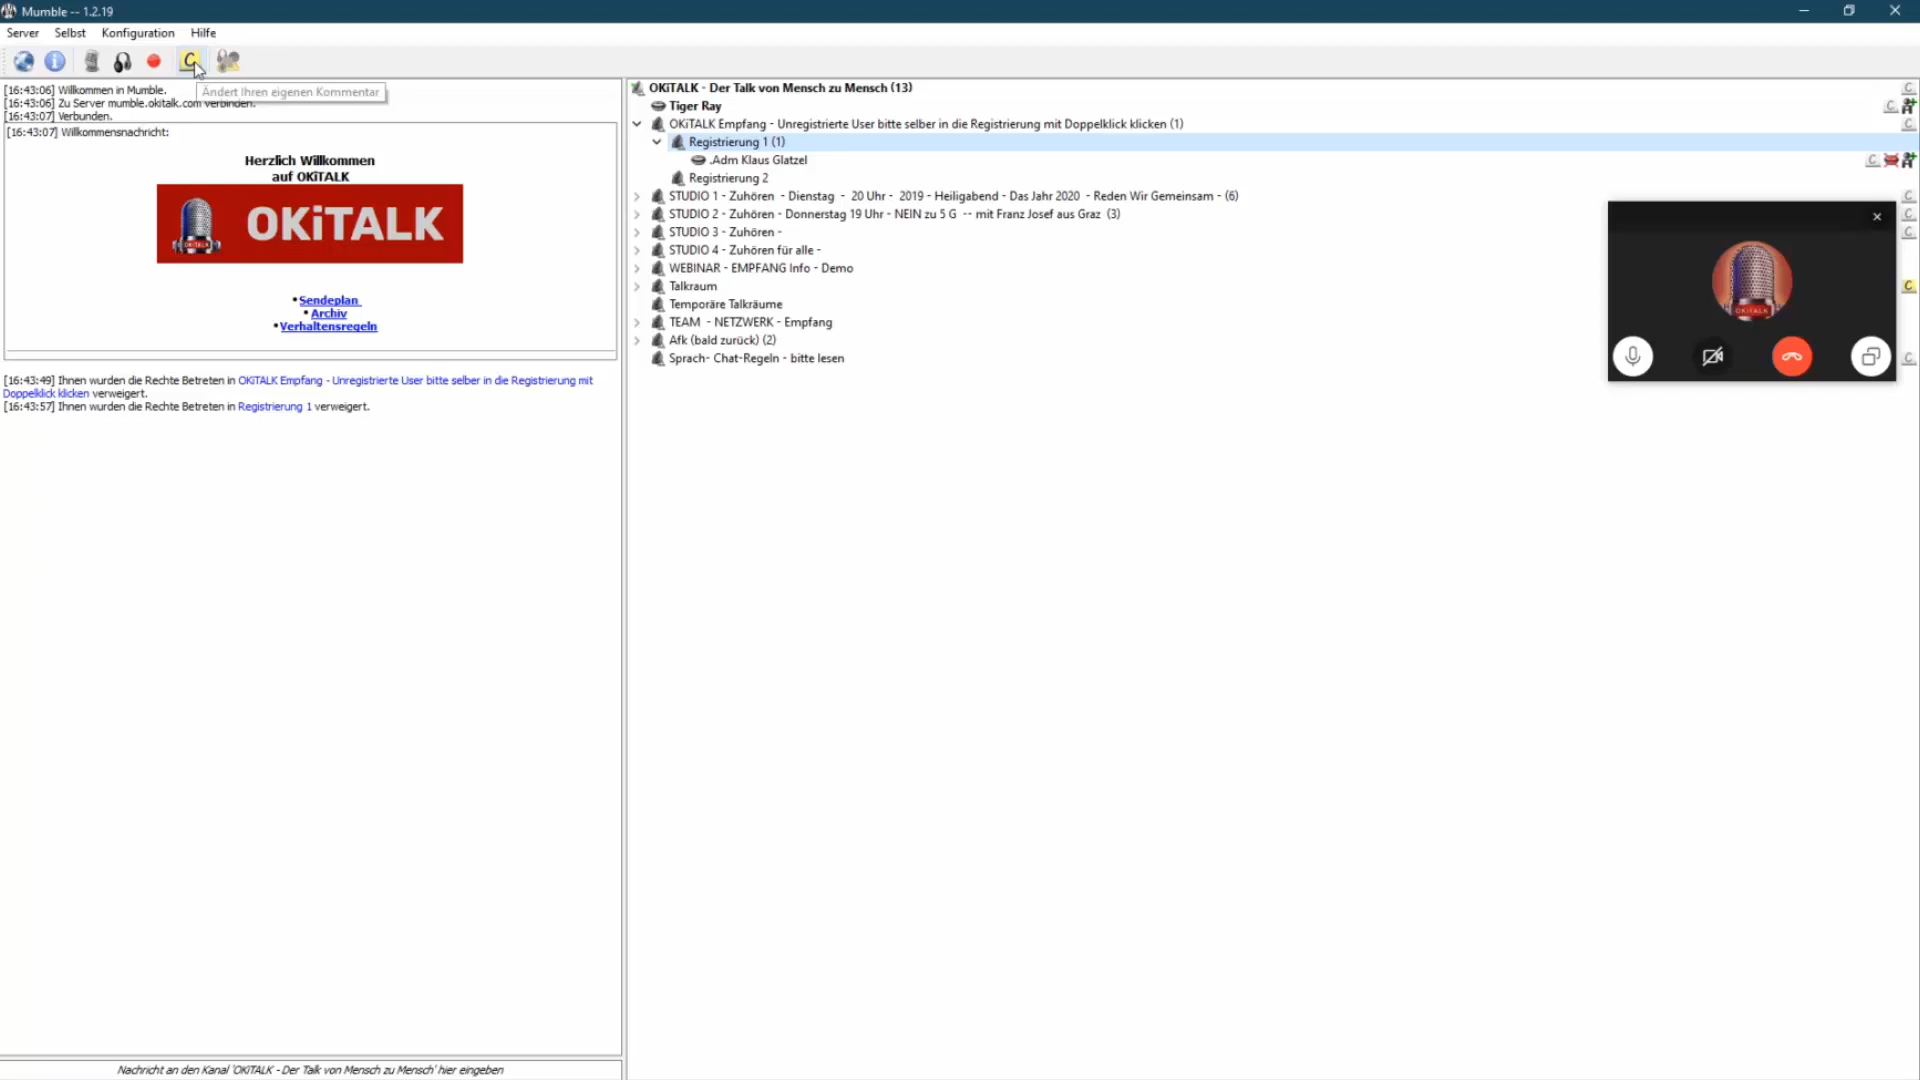 Mumble -- 1.2.19
Server Selbst Konfiguration Hilfe
C
Ändert Ihren eigenen Kommentar
[16:43:06] Willkommen in Mumble.
[16:43:06] Zu Server mumble.okitalk.com verbinden.
[16:43:07] Verbunden.
[16:43:07] Willkommensnachricht:
Herzlich Willkommen
auf OKiTALK
OKiTALK
OKiTALK
•Sendeplan
•Archiv
•Verhaltensregeln
[16:43:49] Ihnen wurden die Rechte Betreten in OKiTALK Empfang - Unregistrierte User bitte selber in die Registrierung mit
Doppelklick klicken verweigert.
[16:43:57] Ihnen wurden die Rechte Betreten in Registrierung 1 verweigert.
Nachricht an den Kanal 'OKiTALK - Der Talk von Mensch zu Mensch' hier eingeben
OKiTALK - Der Talk von Mensch zu Mensch (13) C
Tiger Ray C
OKiTALK Empfang - Unregistrierte User bitte selber in die Registrierung mit Doppelklick klicken (1) C
Registrierung 1 (1)
.Adm Klaus Glatzel C
Registrierung 2
STUDIO 1 - Zuhören - Dienstag - 20 Uhr - 2019 - Heiligabend - Das Jahr 2020 - Reden Wir Gemeinsam - (6) C
STUDIO 2 - Zuhören - Donnerstag 19 Uhr - NEIN zu 5 G -- mit Franz Josef aus Graz (3) C
STUDIO 3 - Zuhören - C
STUDIO 4 - Zuhören für alle -
WEBINAR - EMPFANG Info - Demo
Talkraum C
Temporäre Talkräume
TEAM - NETZWERK - Empfang
Afk (bald zurück) (2)
Sprach- Chat-Regeln - bitte lesen C
OKiTALK